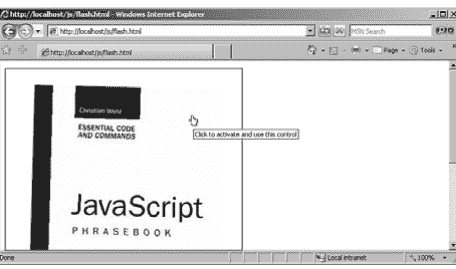 http://localhost/js/flash.html - Windows Internet Explorer
http://localhost/js/flash.html
MSN Search
http://localhost/js/flash.html
Page
Tools
Christian Wenz
ESSENTIAL CODE
AND COMMANDS
Click to activate and use this control
JavaScript
PHRASEBOOK
Done
Local intranet
100%